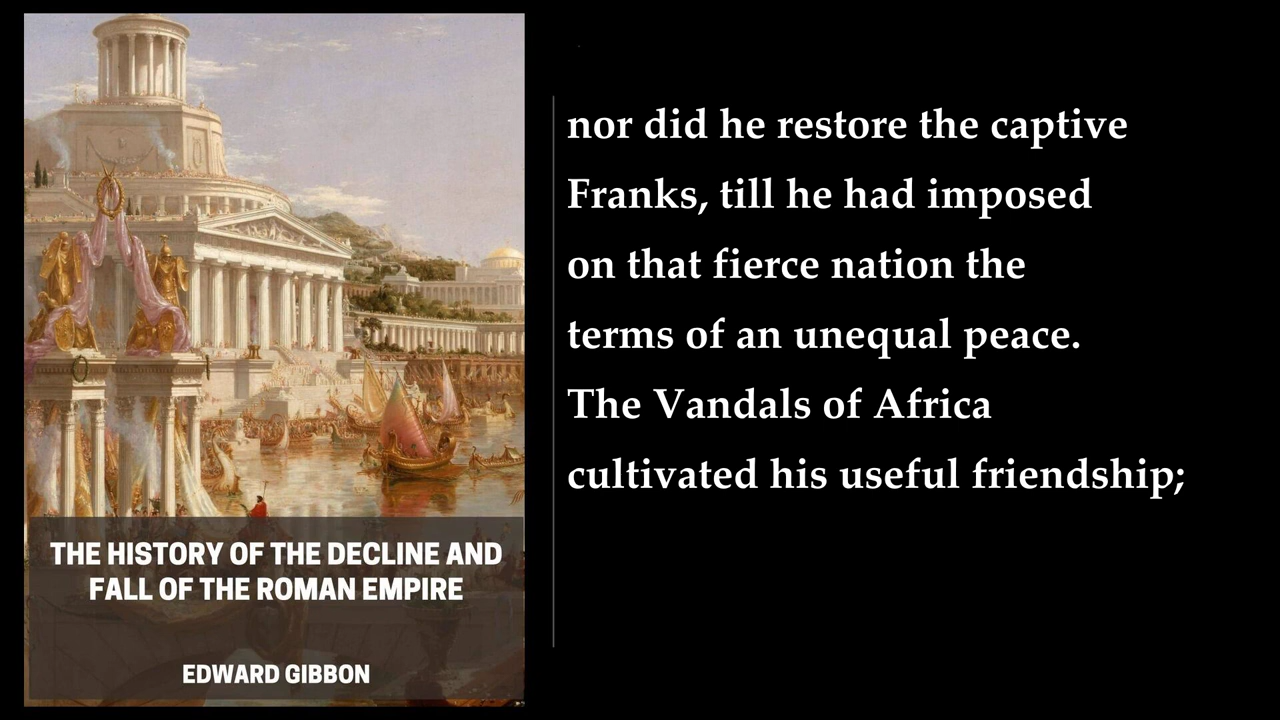 THE HISTORY OF THE DECLINE AND
FALL OF THE ROMAN EMPIRE
EDWARD GIBBON
nor did he restore the captive
Franks, till he had imposed
on that fierce nation the
terms of an unequal peace.
The Vandals of Africa
cultivated his useful friendship;